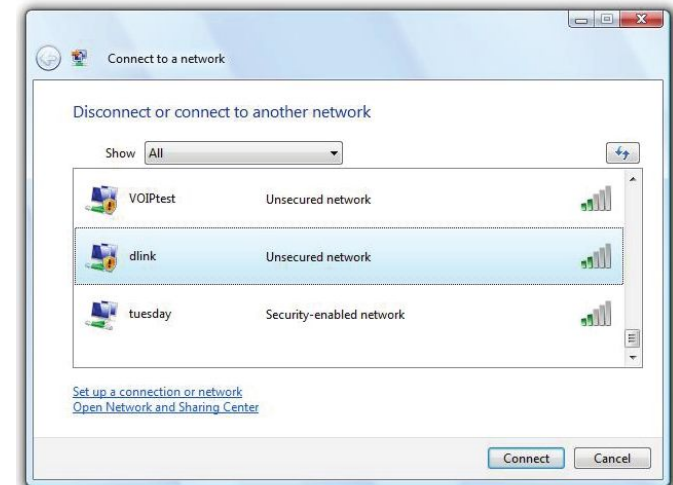 Connect to a network
Disconnect or connect to another network
Show All
VOIPtest Unsecured network
dlink Unsecured network
tuesday Security-enabled network
Set up a connection or network
Open Network and Sharing Center
Connect Cancel